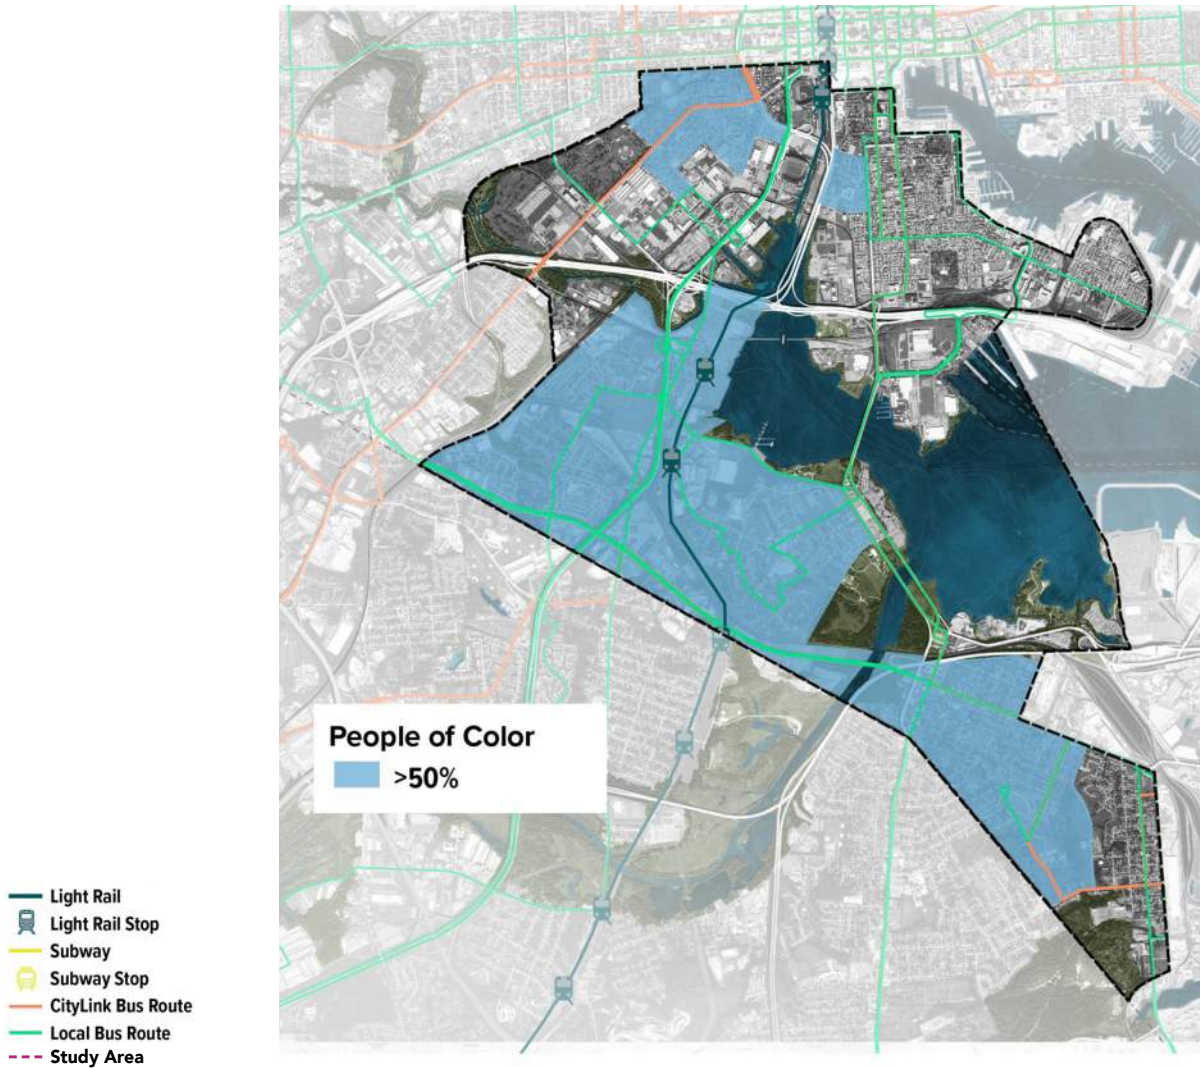 People of Color
>50%
Light Rail
Light Rail Stop
Subway
Subway Stop
CityLink Bus Route
Local Bus Route
Study Area